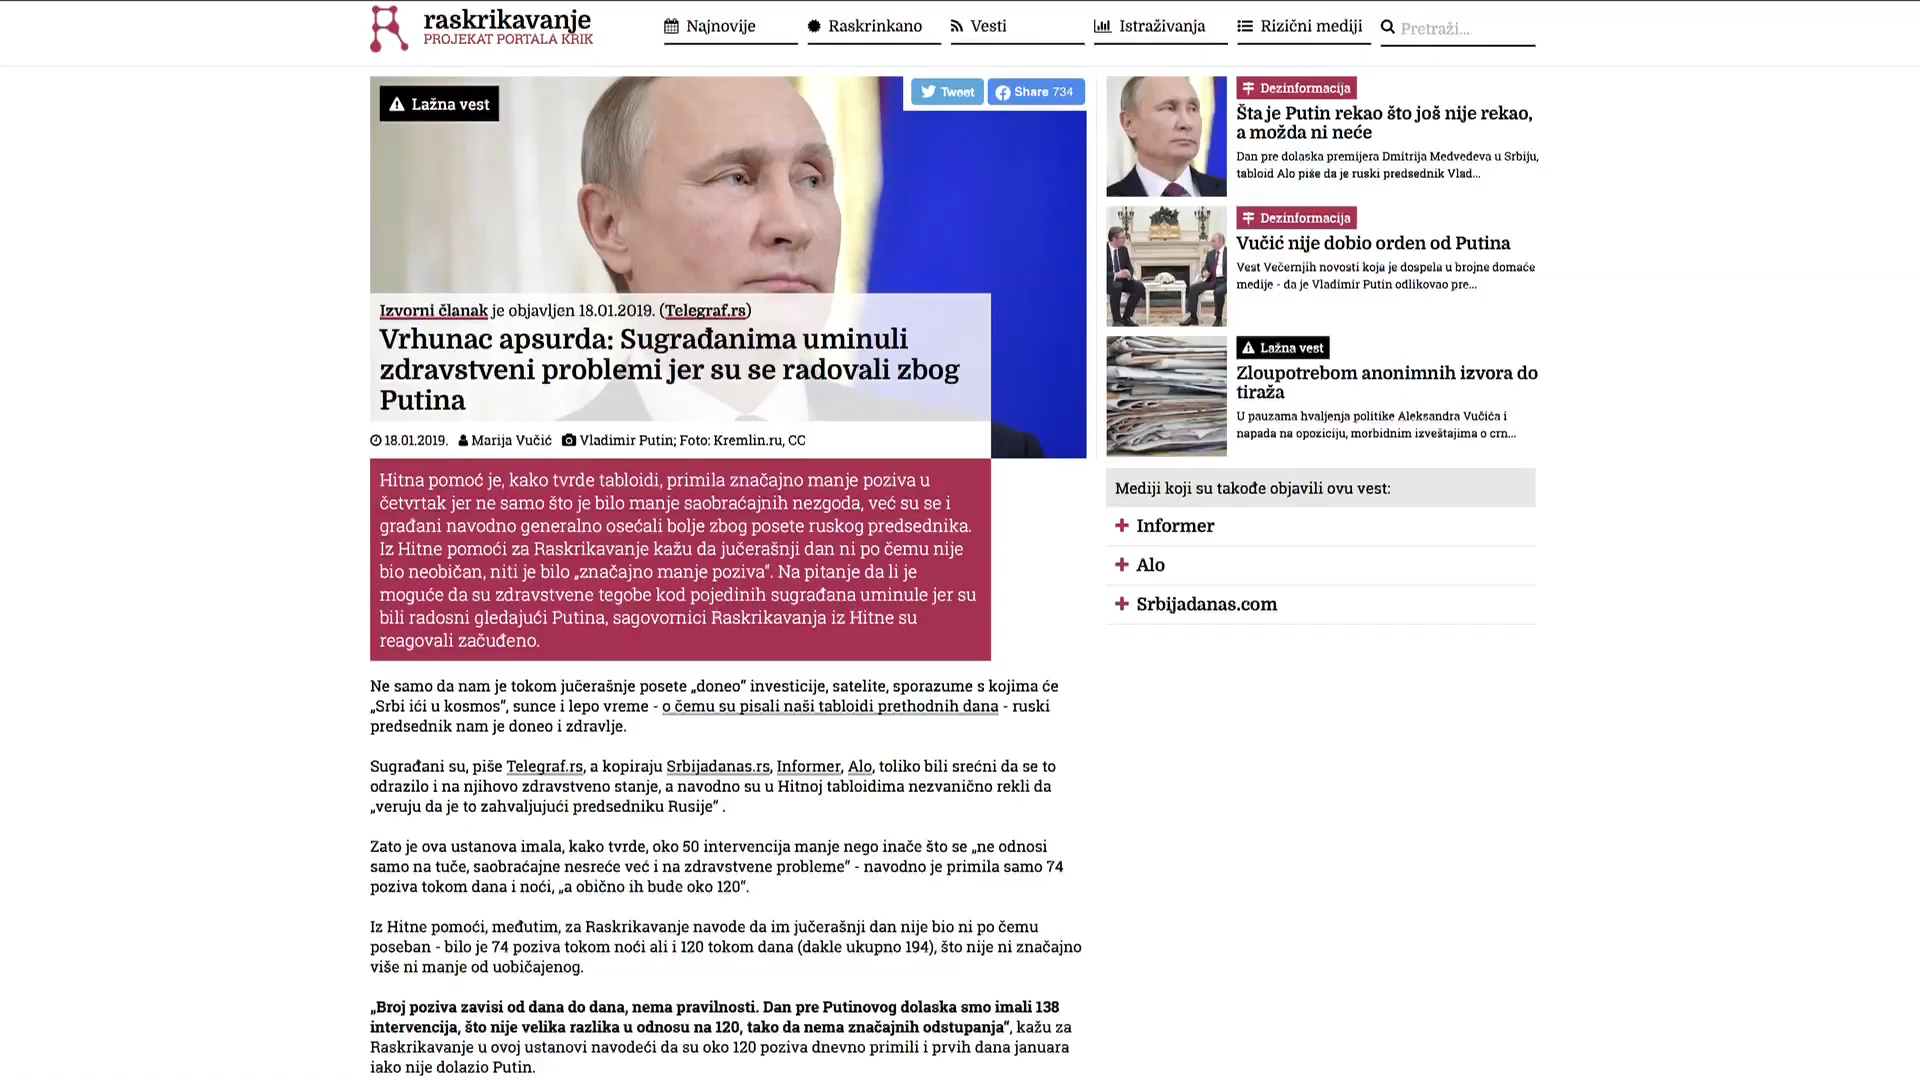 raskrikavanje
PROJEKAT PORTALA KRIK
Najnovije
Raskrinkano
Vesti
Istraživanja
Rizični mediji
Pretraži...
Lažna vest
Tweet
Share 734
Izvorni članak je objavljen 18.01.2019. (Telegraf.rs)
Vrhunac apsurda: Sugrađanima uminuli
zdravstveni problemi jer su se radovali zbog
Putina
18.01.2019. Marija Vučić Vladimir Putin; Foto: Kremlin.ru, CC
Hitna pomoć je, kako tvrde tabloidi, primila značajno manje poziva u
četvrtak jer ne samo što je bilo manje saobraćajnih nezgoda, već su se i
građani navodno generalno osećali bolje zbog posete ruskog predsednika.
Iz Hitne pomoći za Raskrikavanje kažu da jučerašnji dan ni po čemu nije
bio neobičan, niti je bilo „značajno manje poziva“. Na pitanje da li je
moguće da su zdravstvene tegobe kod pojedinih sugrađana uminule jer su
bili radosni gledajući Putina, sagovornici Raskrikavanja iz Hitne su
reagovali začuđeno.
Ne samo da nam je tokom jučerašnje posete „doneo“ investicije, satelite, sporazume s kojima će
„Srbi ići u kosmos“, sunce i lepo vreme - o čemu su pisali naši tabloidi prethodnih dana - ruski
predsednik nam je doneo i zdravlje.
Sugrađani su, piše Telegraf.rs, a kopiraju Srbijadanas.rs, Informer, Alo, toliko bili srećni da se to
odrazilo i na njihovo zdravstveno stanje, a navodno su u Hitnoj tabloidima nezvanično rekli da
„veruju da je to zahvaljujući predsedniku Rusije“ .
Zato je ova ustanova imala, kako tvrde, oko 50 intervencija manje nego inače što se „ne odnosi
samo na tuče, saobraćajne nesreće već i na zdravstvene probleme“ - navodno je primila samo 74
poziva tokom dana i noći, „a obično ih bude oko 120“.
Iz Hitne pomoći, međutim, za Raskrikavanje navode da im jučerašnji dan nije bio ni po čemu
poseban - bilo je 74 poziva tokom noći ali i 120 tokom dana (dakle ukupno 194), što nije ni značajno
više ni manje od uobičajenog.
„Broj poziva zavisi od dana do dana, nema pravilnosti. Dan pre Putinovog dolaska smo imali 138
intervencija, što nije velika razlika u odnosu na 120, tako da nema značajnih odstupanja“, kažu za
Raskrikavanje u ovoj ustanovi navodeći da su oko 120 poziva dnevno primili i prvih dana januara
iako nije dolazio Putin.
Dezinformacija
Šta je Putin rekao što još nije rekao,
a možda ni neće
Dan pre dolaska premijera Dmitrija Medvedeva u Srbiju,
tabloid Alo piše da je ruski predsednik Vlad...
Dezinformacija
Vučić nije dobio orden od Putina
Vest Večernjih novosti koja je dospela u brojne domaće
medije - da je Vladimir Putin odlikovao pre...
Lažna vest
Zloupotrebom anonimnih izvora do
tiraža
U pauzama hvaljenja politike Aleksandra Vučića i
napada na opoziciju, morbidnim izveštajima o crn...
Mediji koji su takođe objavili ovu vest:
Informer
Alo
Srbijadanas.com